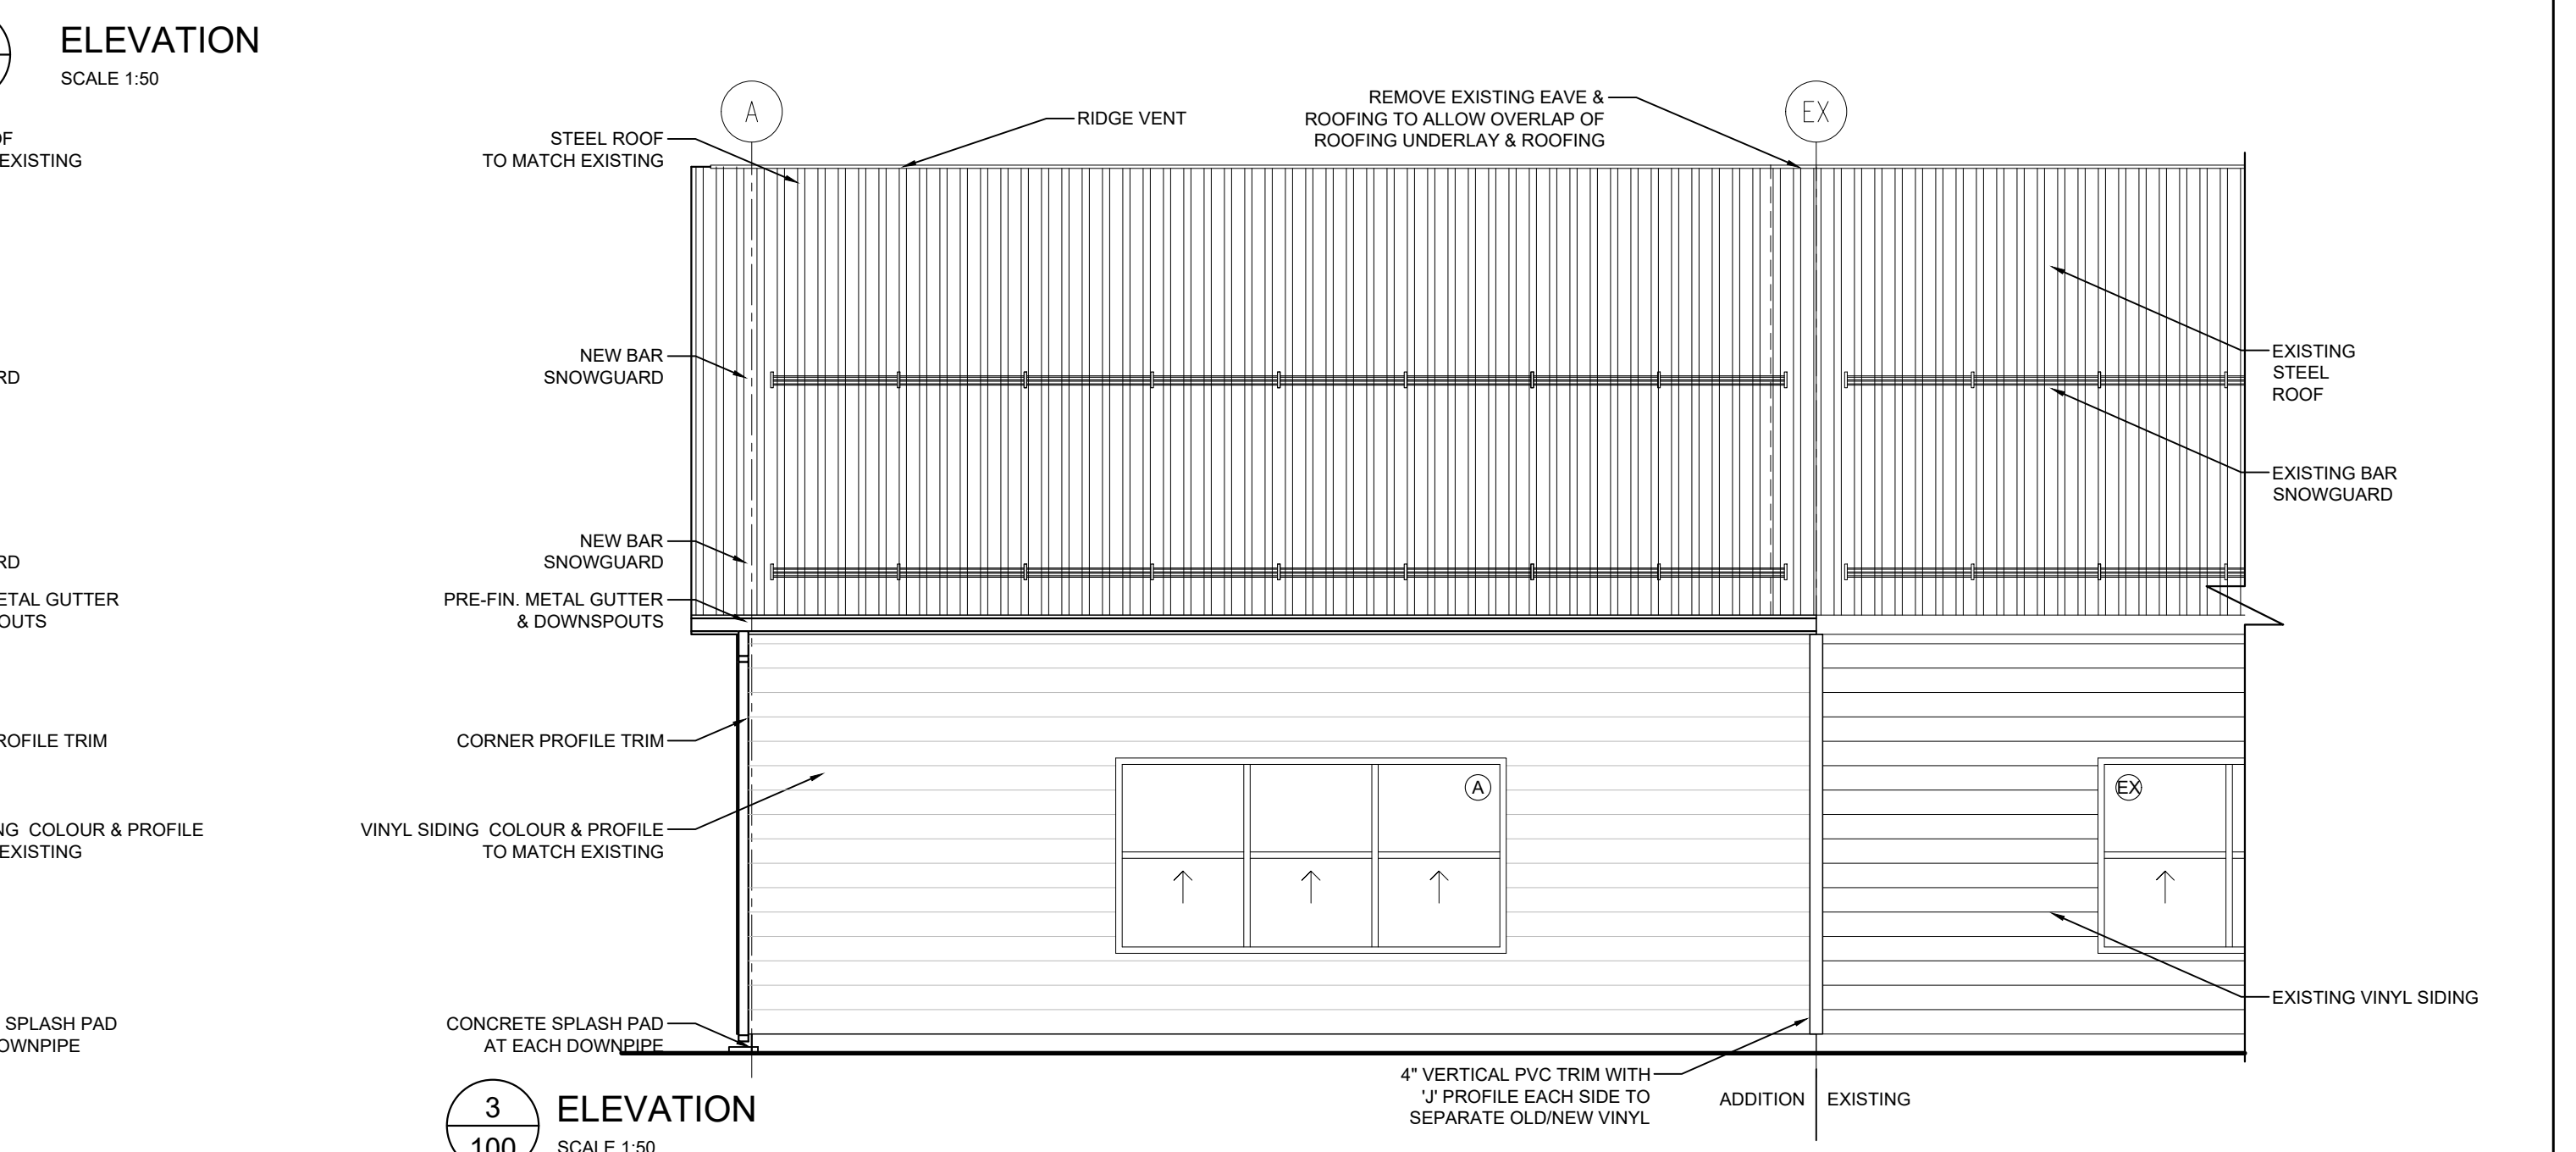 ELEVATION
SCALE 1:50
OF
EXISTING
RD
RD
ETAL GUTTER
OUTS
ROFILE TRIM
NG COLOUR & PROFILE
EXISTING
SPLASH PAD
OWNPIPE
A
EX
STEEL ROOF
TO MATCH EXISTING
RIDGE VENT
REMOVE EXISTING EAVE &
ROOFING TO ALLOW OVERLAP OF
ROOFING UNDERLAY & ROOFING
NEW BAR
SNOWGUARD
NEW BAR
SNOWGUARD
PRE-FIN. METAL GUTTER
& DOWNSPOUTS
CORNER PROFILE TRIM
VINYL SIDING COLOUR & PROFILE
TO MATCH EXISTING
CONCRETE SPLASH PAD
AT EACH DOWNPIPE
A
EX
EXISTING
STEEL
ROOF
EXISTING BAR
SNOWGUARD
EXISTING VINYL SIDING
4" VERTICAL PVC TRIM WITH
'J' PROFILE EACH SIDE TO
SEPARATE OLD/NEW VINYL
ADDITION
EXISTING
3
100
ELEVATION
SCALE 1:50